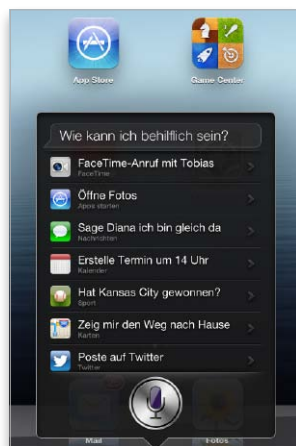 App Store Game Center
Wie kann ich behilflich sein?
FaceTime-Anruf mit Tobias
FaceTime
Öffne Fotos
Apps starten
Sage Diana ich bin gleich da
Nachrichten
Erstelle Termin um 14 Uhr
Kalender
Hat Kansas City gewonnen?
Sport
Zeig mir den Weg nach Hause
Karten
Poste auf Twitter
Twitter
Mail Fotos